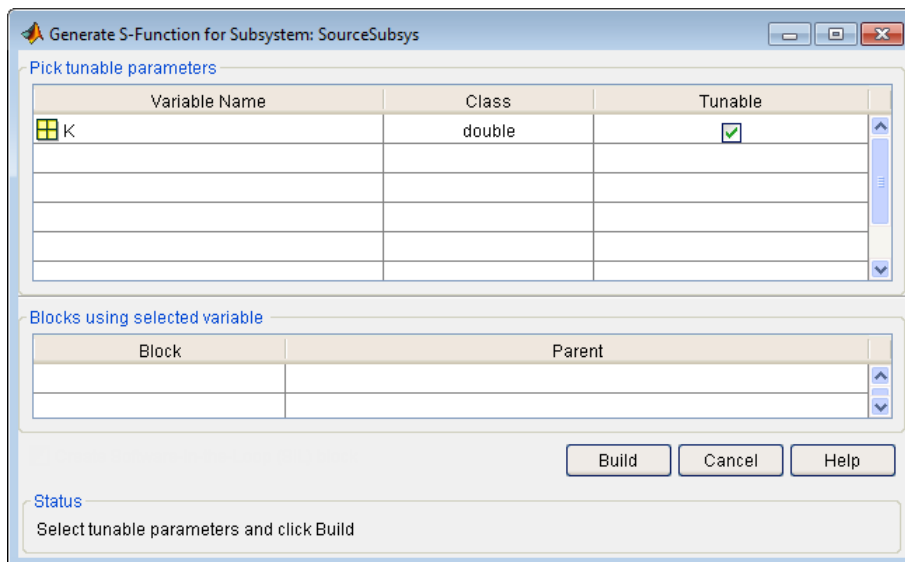 Generate S-Function for Subsystem: SourceSubsys
Pick tunable parameters
Variable Name Class Tunable
K double
Blocks using selected variable
Block Parent
Build Cancel Help
Status
Select tunable parameters and click Build